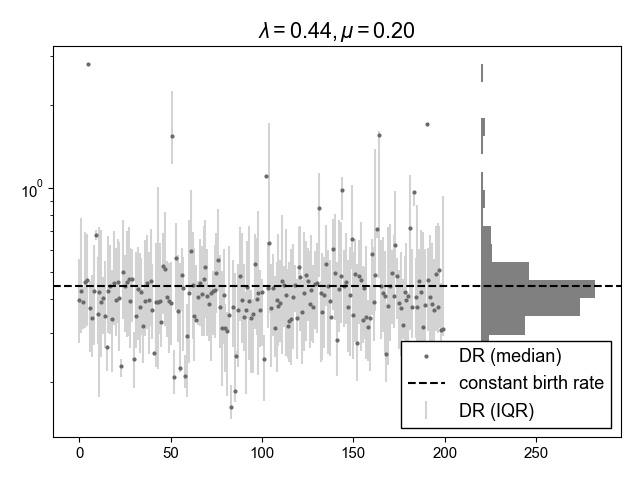 λ = 0.44, μ = 0.20
10⁰
DR (median)
constant birth rate
DR (IQR)
0 50 100 150 200 250